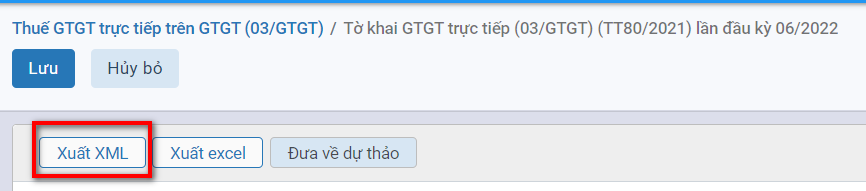 Thuế GTGT trực tiếp trên GTGT (03/GTGT) / Tờ khai GTGT trực tiếp (03/GTGT) (TT80/2021) lần đầu kỳ 06/2022
Lưu Hủy bỏ
Xuất XML Xuất excel Đưa về dự thảo